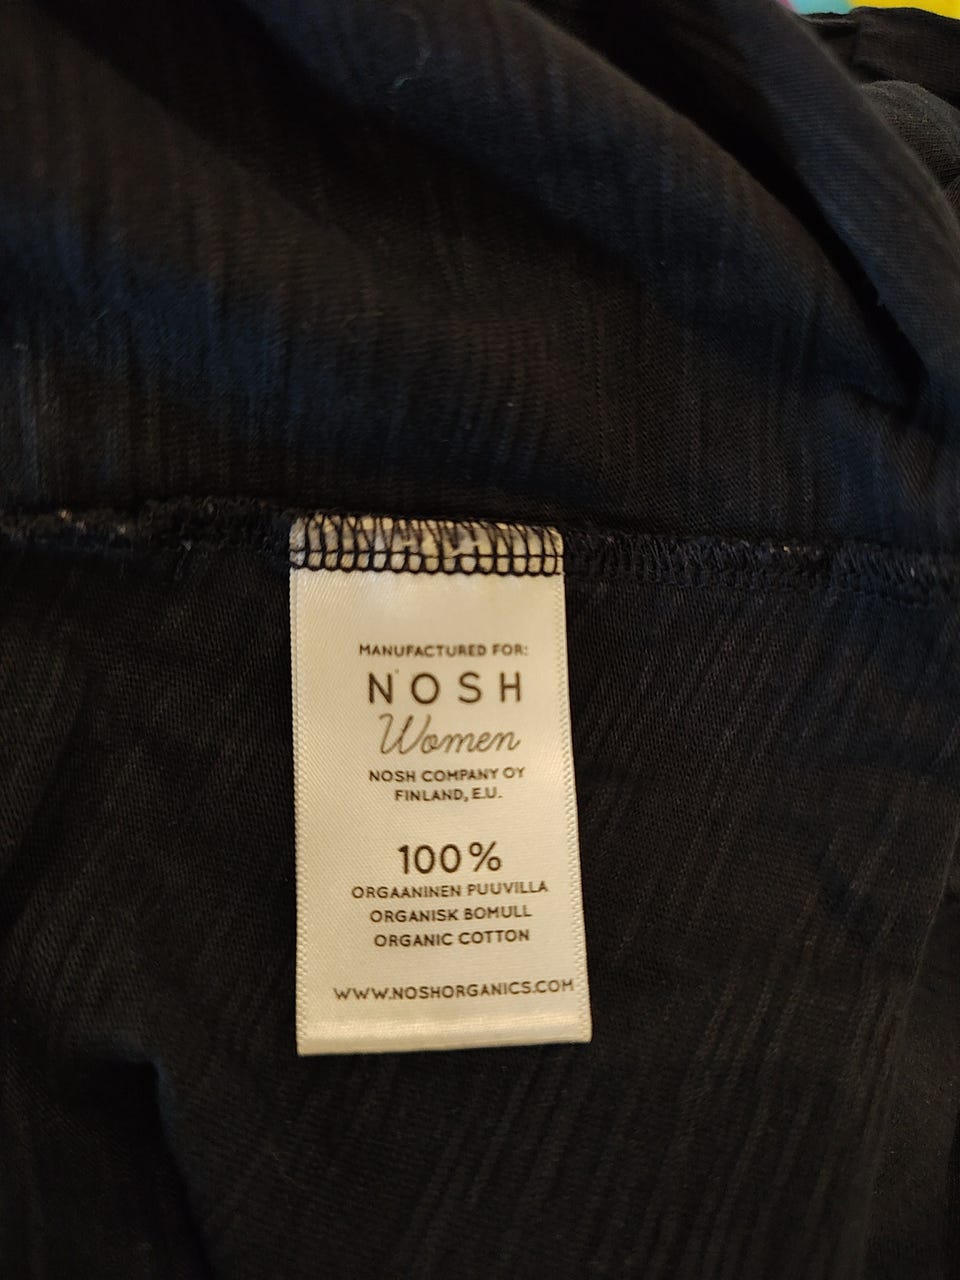 MANUFACTURED FOR:
NOSH
Women
NOSH COMPANY OY
FINLAND, E.U.
100%
ORGAANINEN PUUVILLA
ORGANISK BOMULL
ORGANIC COTTON
WWW.NOSHORGANICS.COM